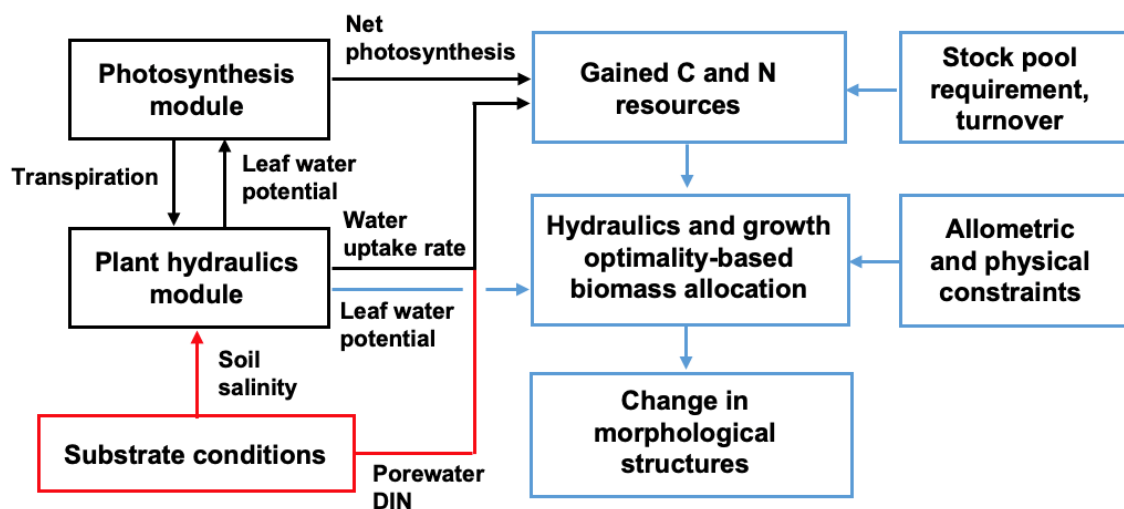 Net
photosynthesis
Photosynthesis
module
Gained C and N
resources
Stock pool
requirement,
turnover
Transpiration
Leaf water
potential
Water
uptake rate
Plant hydraulics
module
Hydraulics and growth
optimality-based
biomass allocation
Allometric
and physical
constraints
Leaf water
potential
Soil
salinity
Substrate conditions
Porewater
DIN
Change in
morphological
structures